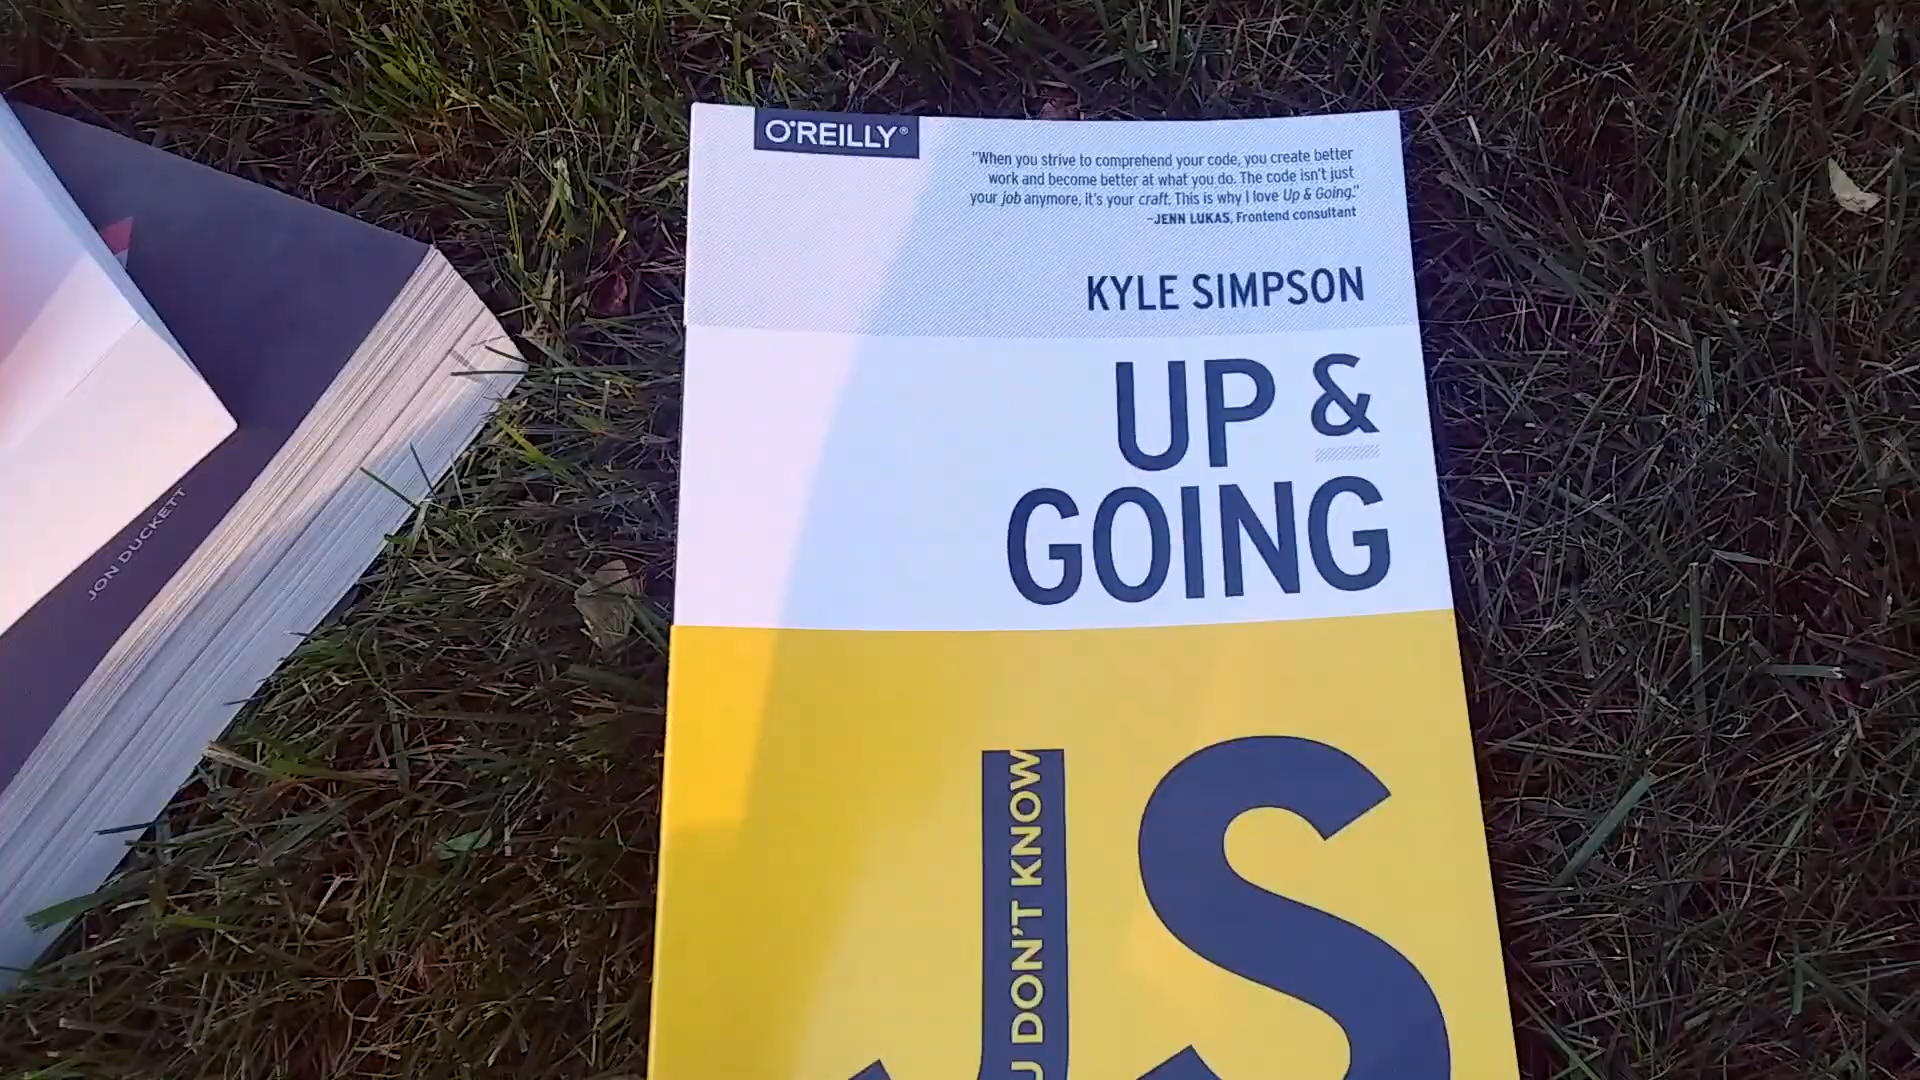 O'REILLY®
"When you strive to comprehend your code, you create better
work and become better at what you do. The code isn't just
your job anymore, it's your craft. This is why I love Up & Going."
–JENN LUKAS, Frontend consultant
KYLE SIMPSON
UP &
GOING
JS
U DON'T KNOW
JON DUCKETT